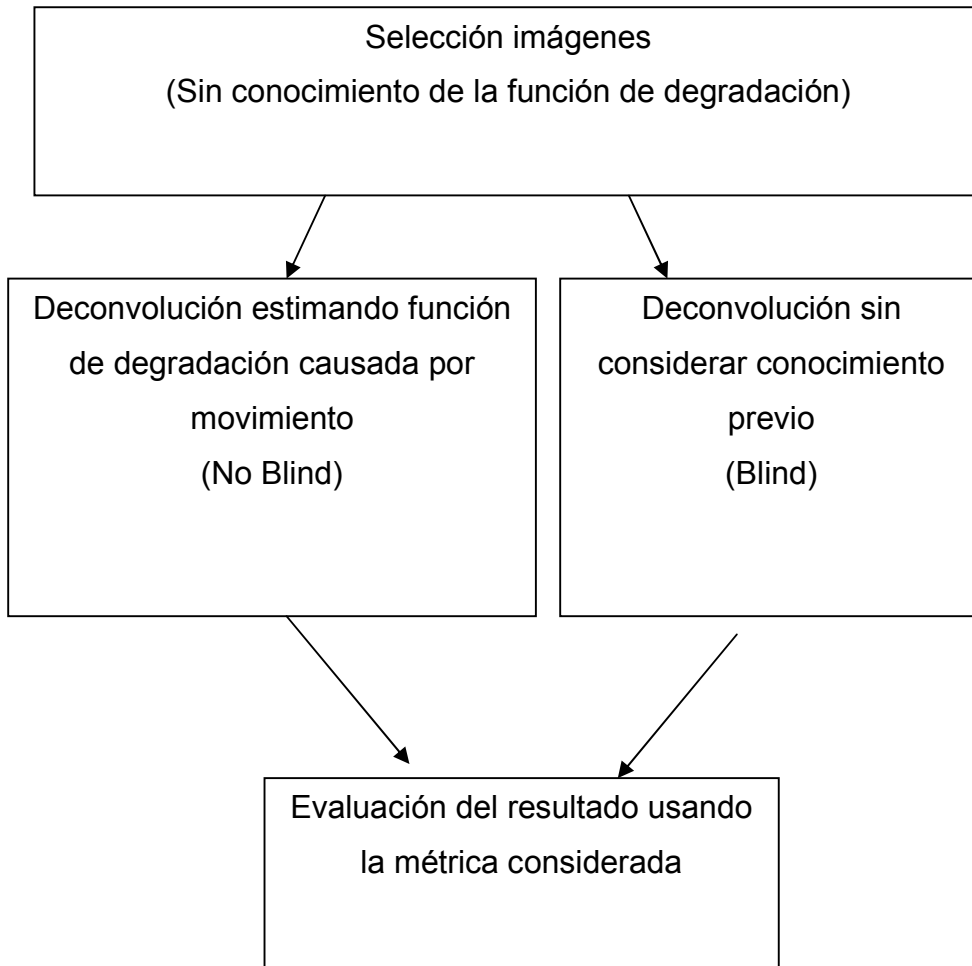 Selección imágenes
(Sin conocimiento de la función de degradación)
Deconvolución estimando función
de degradación causada por
movimiento
(No Blind)
Deconvolución sin
considerar conocimiento
previo
(Blind)
Evaluación del resultado usando
la métrica considerada